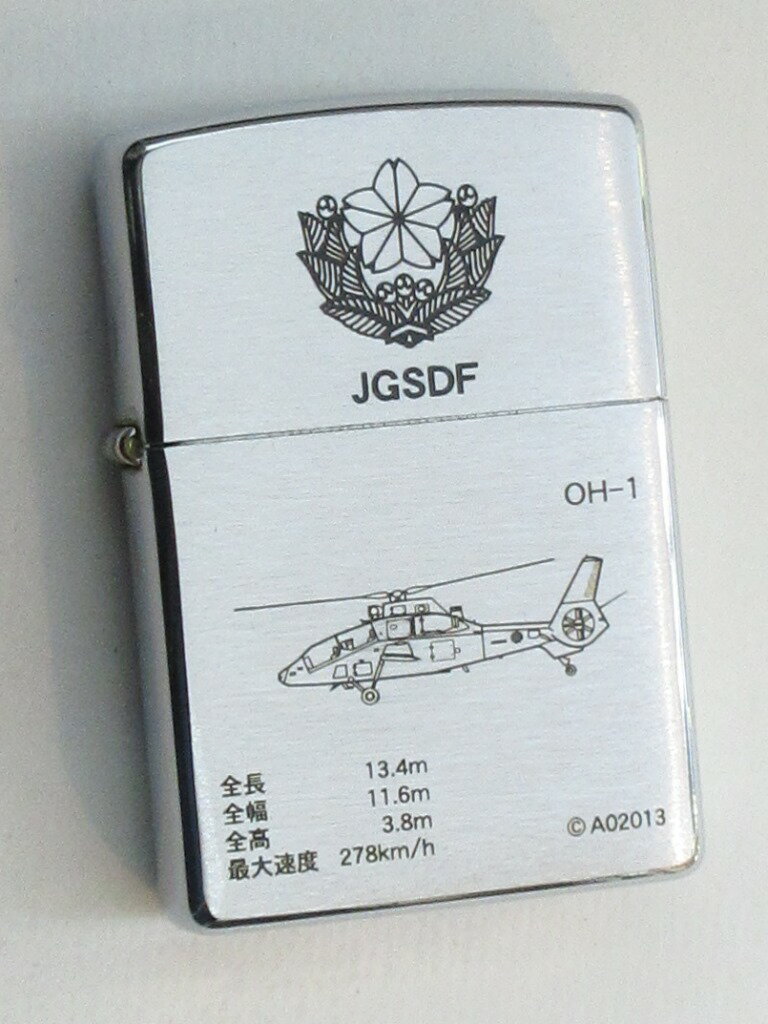 JGSDF
OH-1
全長 13.4m
全幅 11.6m
全高 3.8m
最大速度 278km/h
© A02013